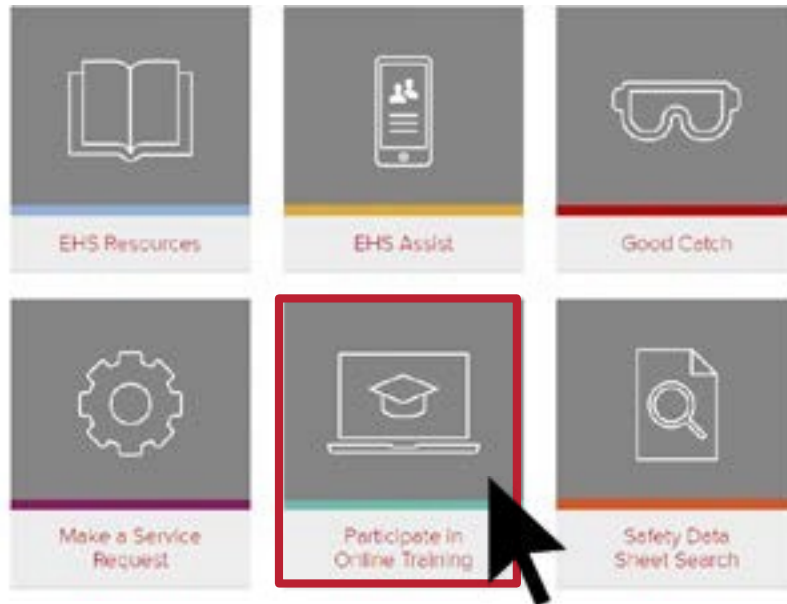 EHS Resources
EHS Assist
Good Catch
Make a Service
Request
Participate in
Online Training
Safety Data
Sheet Search